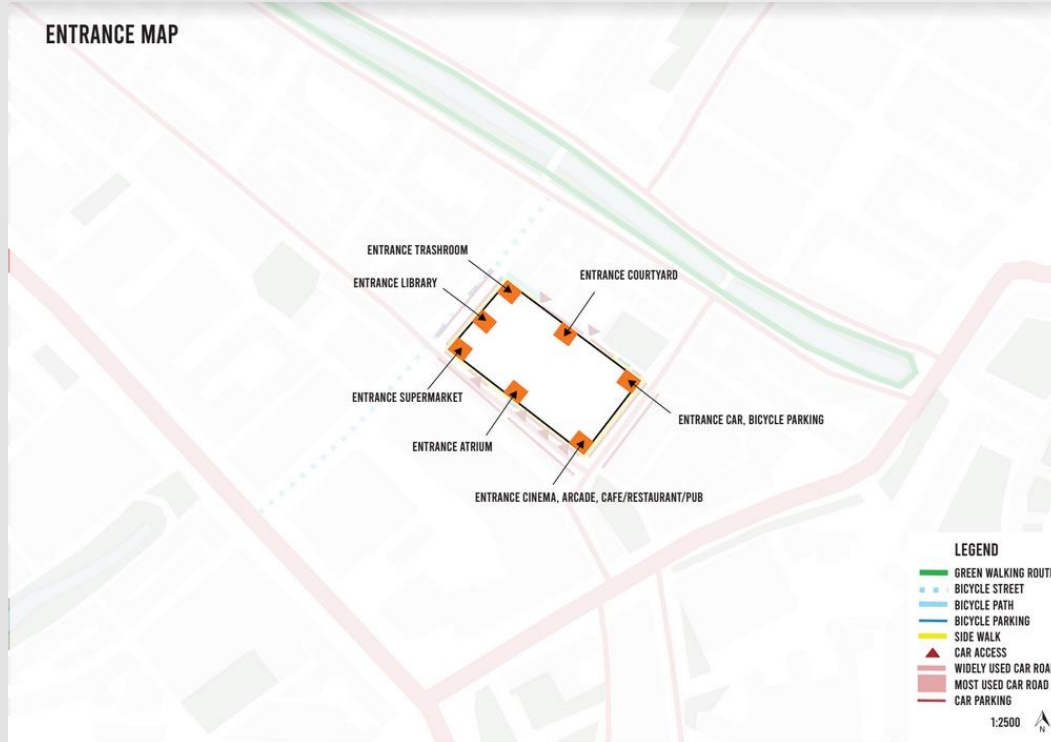 ENTRANCE MAP
ENTRANCE TRASHROOM
ENTRANCE COURTYARD
ENTRANCE LIBRARY
ENTRANCE SUPERMARKET
ENTRANCE CAR, BICYCLE PARKING
ENTRANCE ATRIUM
ENTRANCE CINEMA, ARCADE, CAFE/RESTAURANT/PUB
LEGEND
GREEN WALKING ROUT
BICYCLE STREET
BICYCLE PATH
BICYCLE PARKING
SIDE WALK
CAR ACCESS
WIDELY USED CAR ROA
MOST USED CAR ROAD
CAR PARKING
1:2500 N